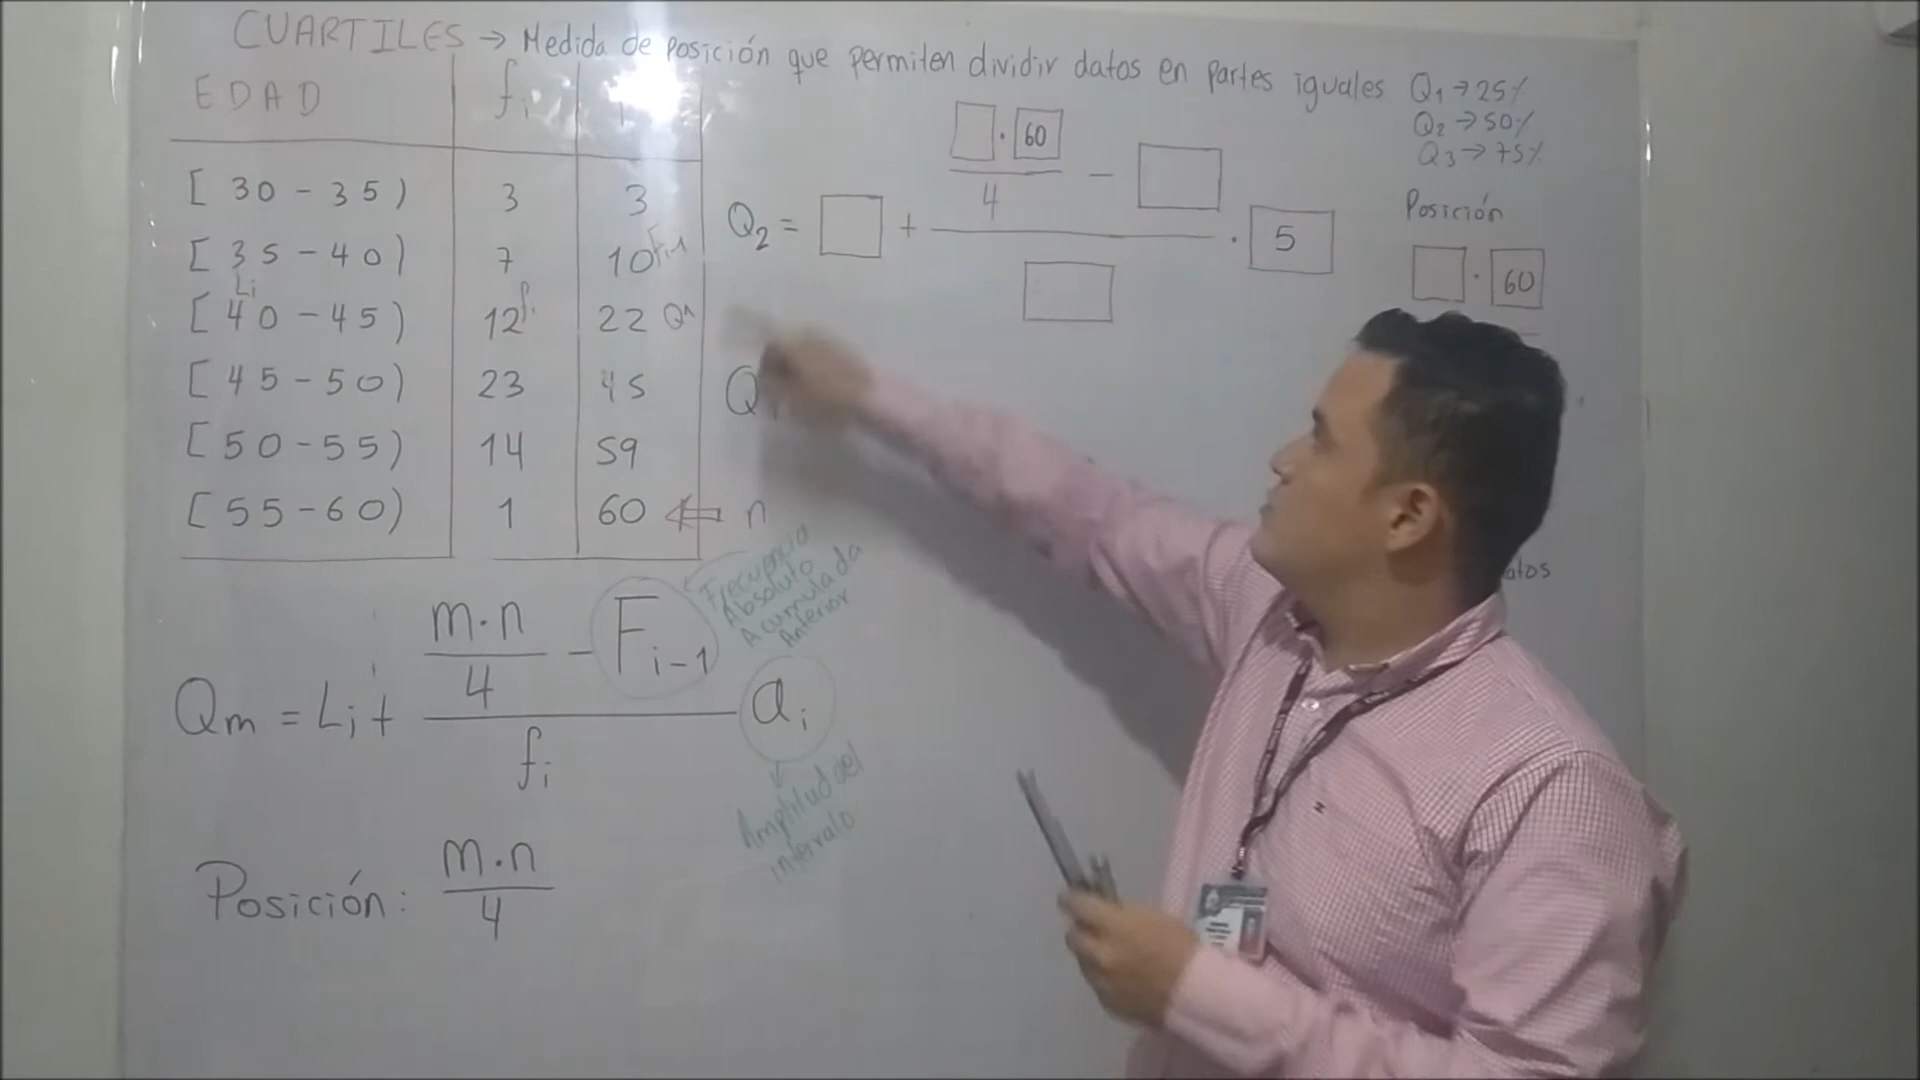 CUARTILES → Medida de posición que permiten dividir datos en partes iguales
Q1 → 25%
Q2 → 50%
Q3 → 75%
EDAD fi
[ 30 - 35 ) 3 3
[ 35 - 40 ) 7 10 Fi-1
Li
[ 40 - 45 ) 12 fi 22 Q1
[ 45 - 50 ) 23 45
[ 50 - 55 ) 14 59
[ 55 - 60 ) 1 60 ⇐ n
· 60
4 -
Q2 = + · 5
Posición
· 60
Q
atos
Frecuencia
Absoluto
Acumulada
Anterior
m·n
4 - Fi-1
Qm = Li + ai
fi
Amplitud del
intervalo
Posición: m·n
4